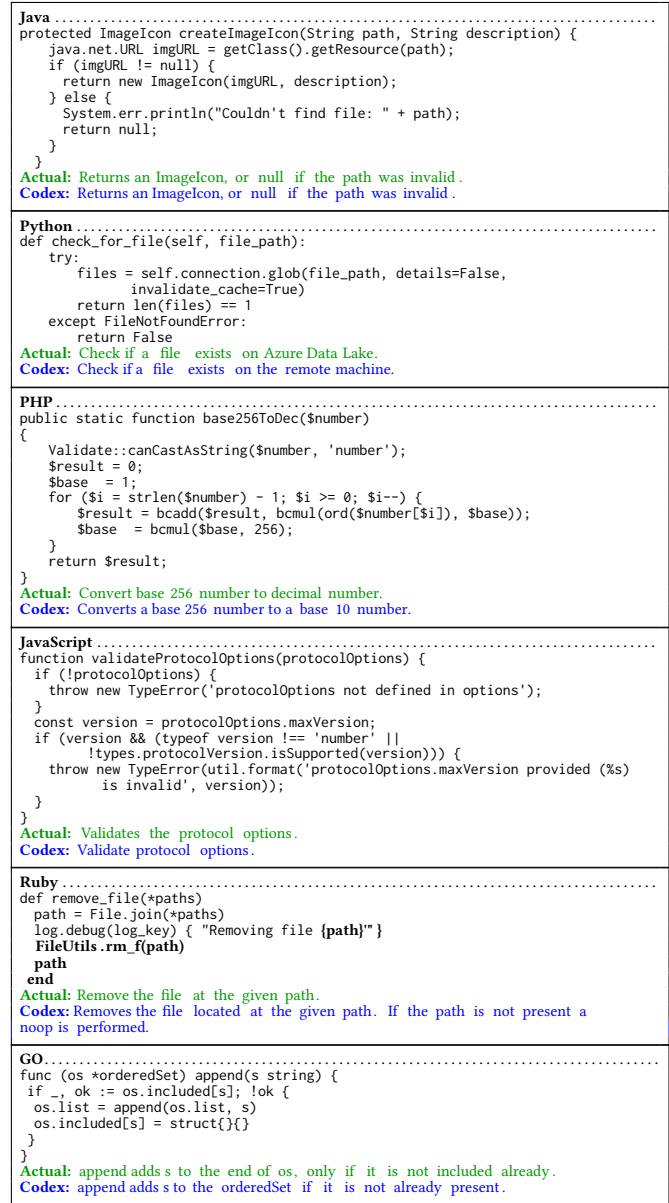 Java ................................................................................
protected ImageIcon createImageIcon(String path, String description) {
    java.net.URL imgURL = getClass().getResource(path);
    if (imgURL != null) {
      return new ImageIcon(imgURL, description);
    } else {
      System.err.println("Couldn't find file: " + path);
      return null;
    }
  }
Actual: Returns an ImageIcon, or null if the path was invalid.
Codex: Returns an ImageIcon, or null if the path was invalid.
Python ................................................................................
def check_for_file(self, file_path):
    try:
        files = self.connection.glob(file_path, details=False,
              invalidate_cache=True)
        return len(files) == 1
    except FileNotFoundError:
        return False
Actual: Check if a file exists on Azure Data Lake.
Codex: Check if a file exists on the remote machine.
PHP ................................................................................
public static function base256ToDec($number)
{
    Validate::canCastAsString($number, 'number');
    $result = 0;
    $base  = 1;
    for ($i = strlen($number) - 1; $i >= 0; $i--) {
        $result = bcadd($result, bcmul(ord($number[$i]), $base));
        $base  = bcmul($base, 256);
    }
    return $result;
}
Actual: Convert base 256 number to decimal number.
Codex: Converts a base 256 number to a base 10 number.
JavaScript ................................................................................
function validateProtocolOptions(protocolOptions) {
  if (!protocolOptions) {
    throw new TypeError('protocolOptions not defined in options');
  }
  const version = protocolOptions.maxVersion;
  if (version && (typeof version !== 'number' ||
        !types.protocolVersion.isSupported(version))) {
    throw new TypeError(util.format('protocolOptions.maxVersion provided (%s)
          is invalid', version));
  }
}
Actual: Validates the protocol options.
Codex: Validate protocol options.
Ruby ................................................................................
def remove_file(*paths)
  path = File.join(*paths)
  log.debug(log_key) { "Removing file {path}'" }
  FileUtils.rm_f(path)
  path
 end
Actual: Remove the file at the given path.
Codex: Removes the file located at the given path. If the path is not present a
noop is performed.
GO ................................................................................
func (os *orderedSet) append(s string) {
 if _, ok := os.included[s]; !ok {
  os.list = append(os.list, s)
  os.included[s] = struct{}{}
 }
}
Actual: append adds s to the end of os, only if it is not included already.
Codex: append adds s to the orderedSet if it is not already present.